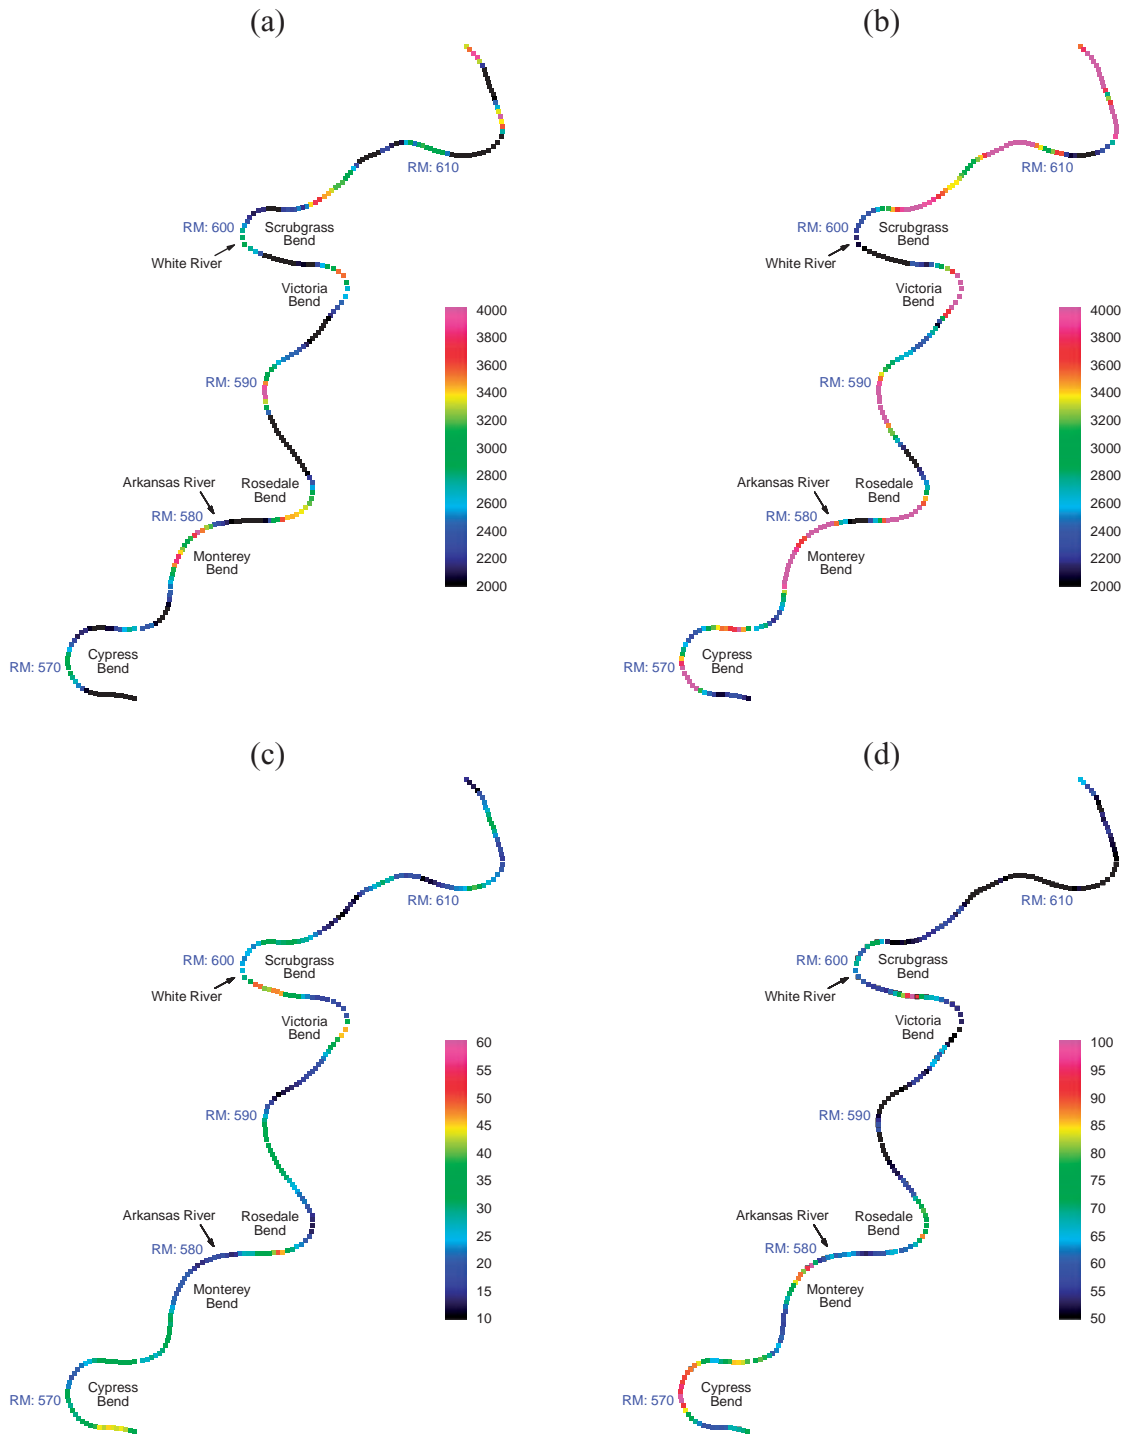 (a)
RM: 610
RM: 600
Scrubgrass
Bend
White River
Victoria
Bend
RM: 590
Arkansas River
Rosedale
Bend
RM: 580
Monterey
Bend
Cypress
Bend
RM: 570
4000
3800
3600
3400
3200
3000
2800
2600
2400
2200
2000
(b)
RM: 610
RM: 600
Scrubgrass
Bend
White River
Victoria
Bend
RM: 590
Arkansas River
Rosedale
Bend
RM: 580
Monterey
Bend
Cypress
Bend
RM: 570
4000
3800
3600
3400
3200
3000
2800
2600
2400
2200
2000
(c)
RM: 610
RM: 600
Scrubgrass
Bend
White River
Victoria
Bend
RM: 590
Arkansas River
Rosedale
Bend
RM: 580
Monterey
Bend
Cypress
Bend
RM: 570
60
55
50
45
40
35
30
25
20
15
10
(d)
RM: 610
RM: 600
Scrubgrass
Bend
White River
Victoria
Bend
RM: 590
Arkansas River
Rosedale
Bend
RM: 580
Monterey
Bend
Cypress
Bend
RM: 570
100
95
90
85
80
75
70
65
60
55
50